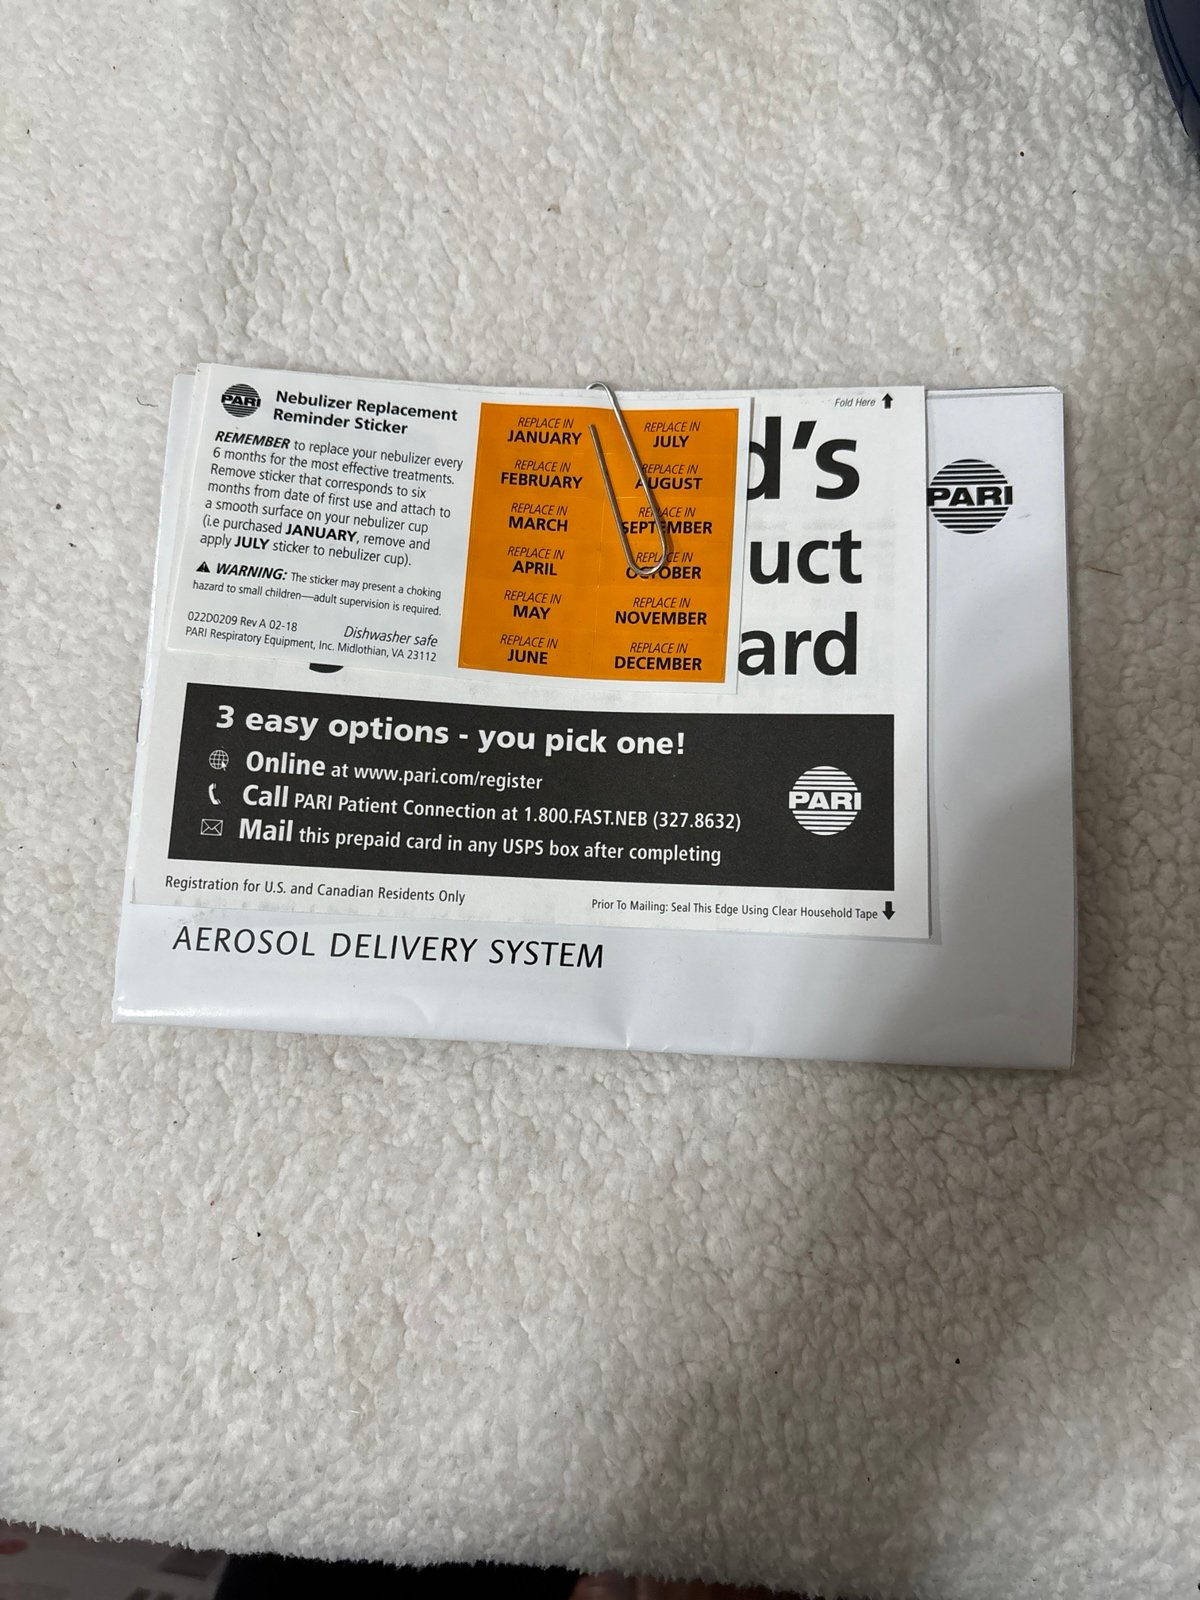 PARI
Nebulizer Replacement
Reminder Sticker
REMEMBER to replace your nebulizer every
6 months for the most effective treatments.
Remove sticker that corresponds to six
months from date of first use and attach to
a smooth surface on your nebulizer cup
(i.e purchased JANUARY, remove and
apply JULY sticker to nebulizer cup).
WARNING: The sticker may present a choking
hazard to small children—adult supervision is required.
022D0209 Rev A 02-18
Dishwasher safe
PARI Respiratory Equipment, Inc. Midlothian, VA 23112
REPLACE IN
JANUARY
REPLACE IN
FEBRUARY
REPLACE IN
MARCH
REPLACE IN
APRIL
REPLACE IN
MAY
REPLACE IN
JUNE
REPLACE IN
JULY
REPLACE IN
AUGUST
REPLACE IN
SEPTEMBER
REPLACE IN
OCTOBER
REPLACE IN
NOVEMBER
REPLACE IN
DECEMBER
Fold Here
d's
uct
ard
PARI
3 easy options - you pick one!
Online at www.pari.com/register
Call PARI Patient Connection at 1.800.FAST.NEB (327.8632)
Mail this prepaid card in any USPS box after completing
PARI
Registration for U.S. and Canadian Residents Only
Prior To Mailing: Seal This Edge Using Clear Household Tape
AEROSOL DELIVERY SYSTEM